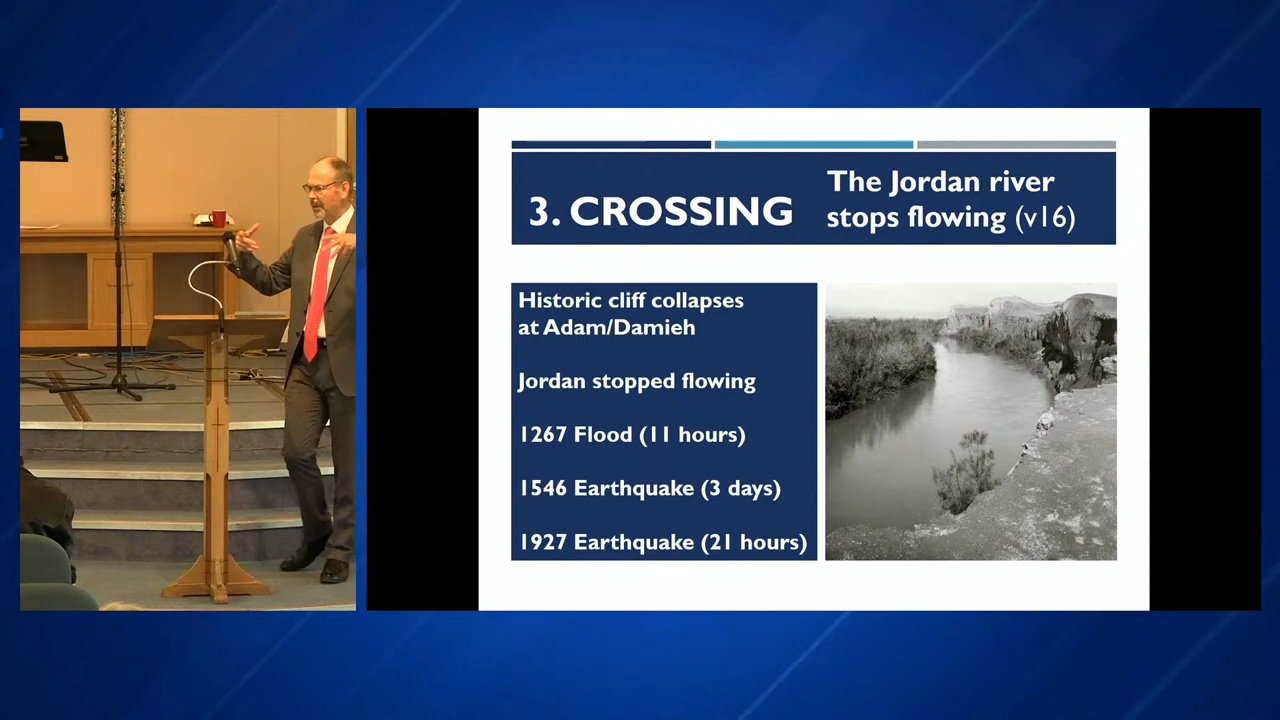 3. CROSSING
The Jordan river
stops flowing (v16)
Historic cliff collapses
at Adam/Damieh
Jordan stopped flowing
1267 Flood (11 hours)
1546 Earthquake (3 days)
1927 Earthquake (21 hours)